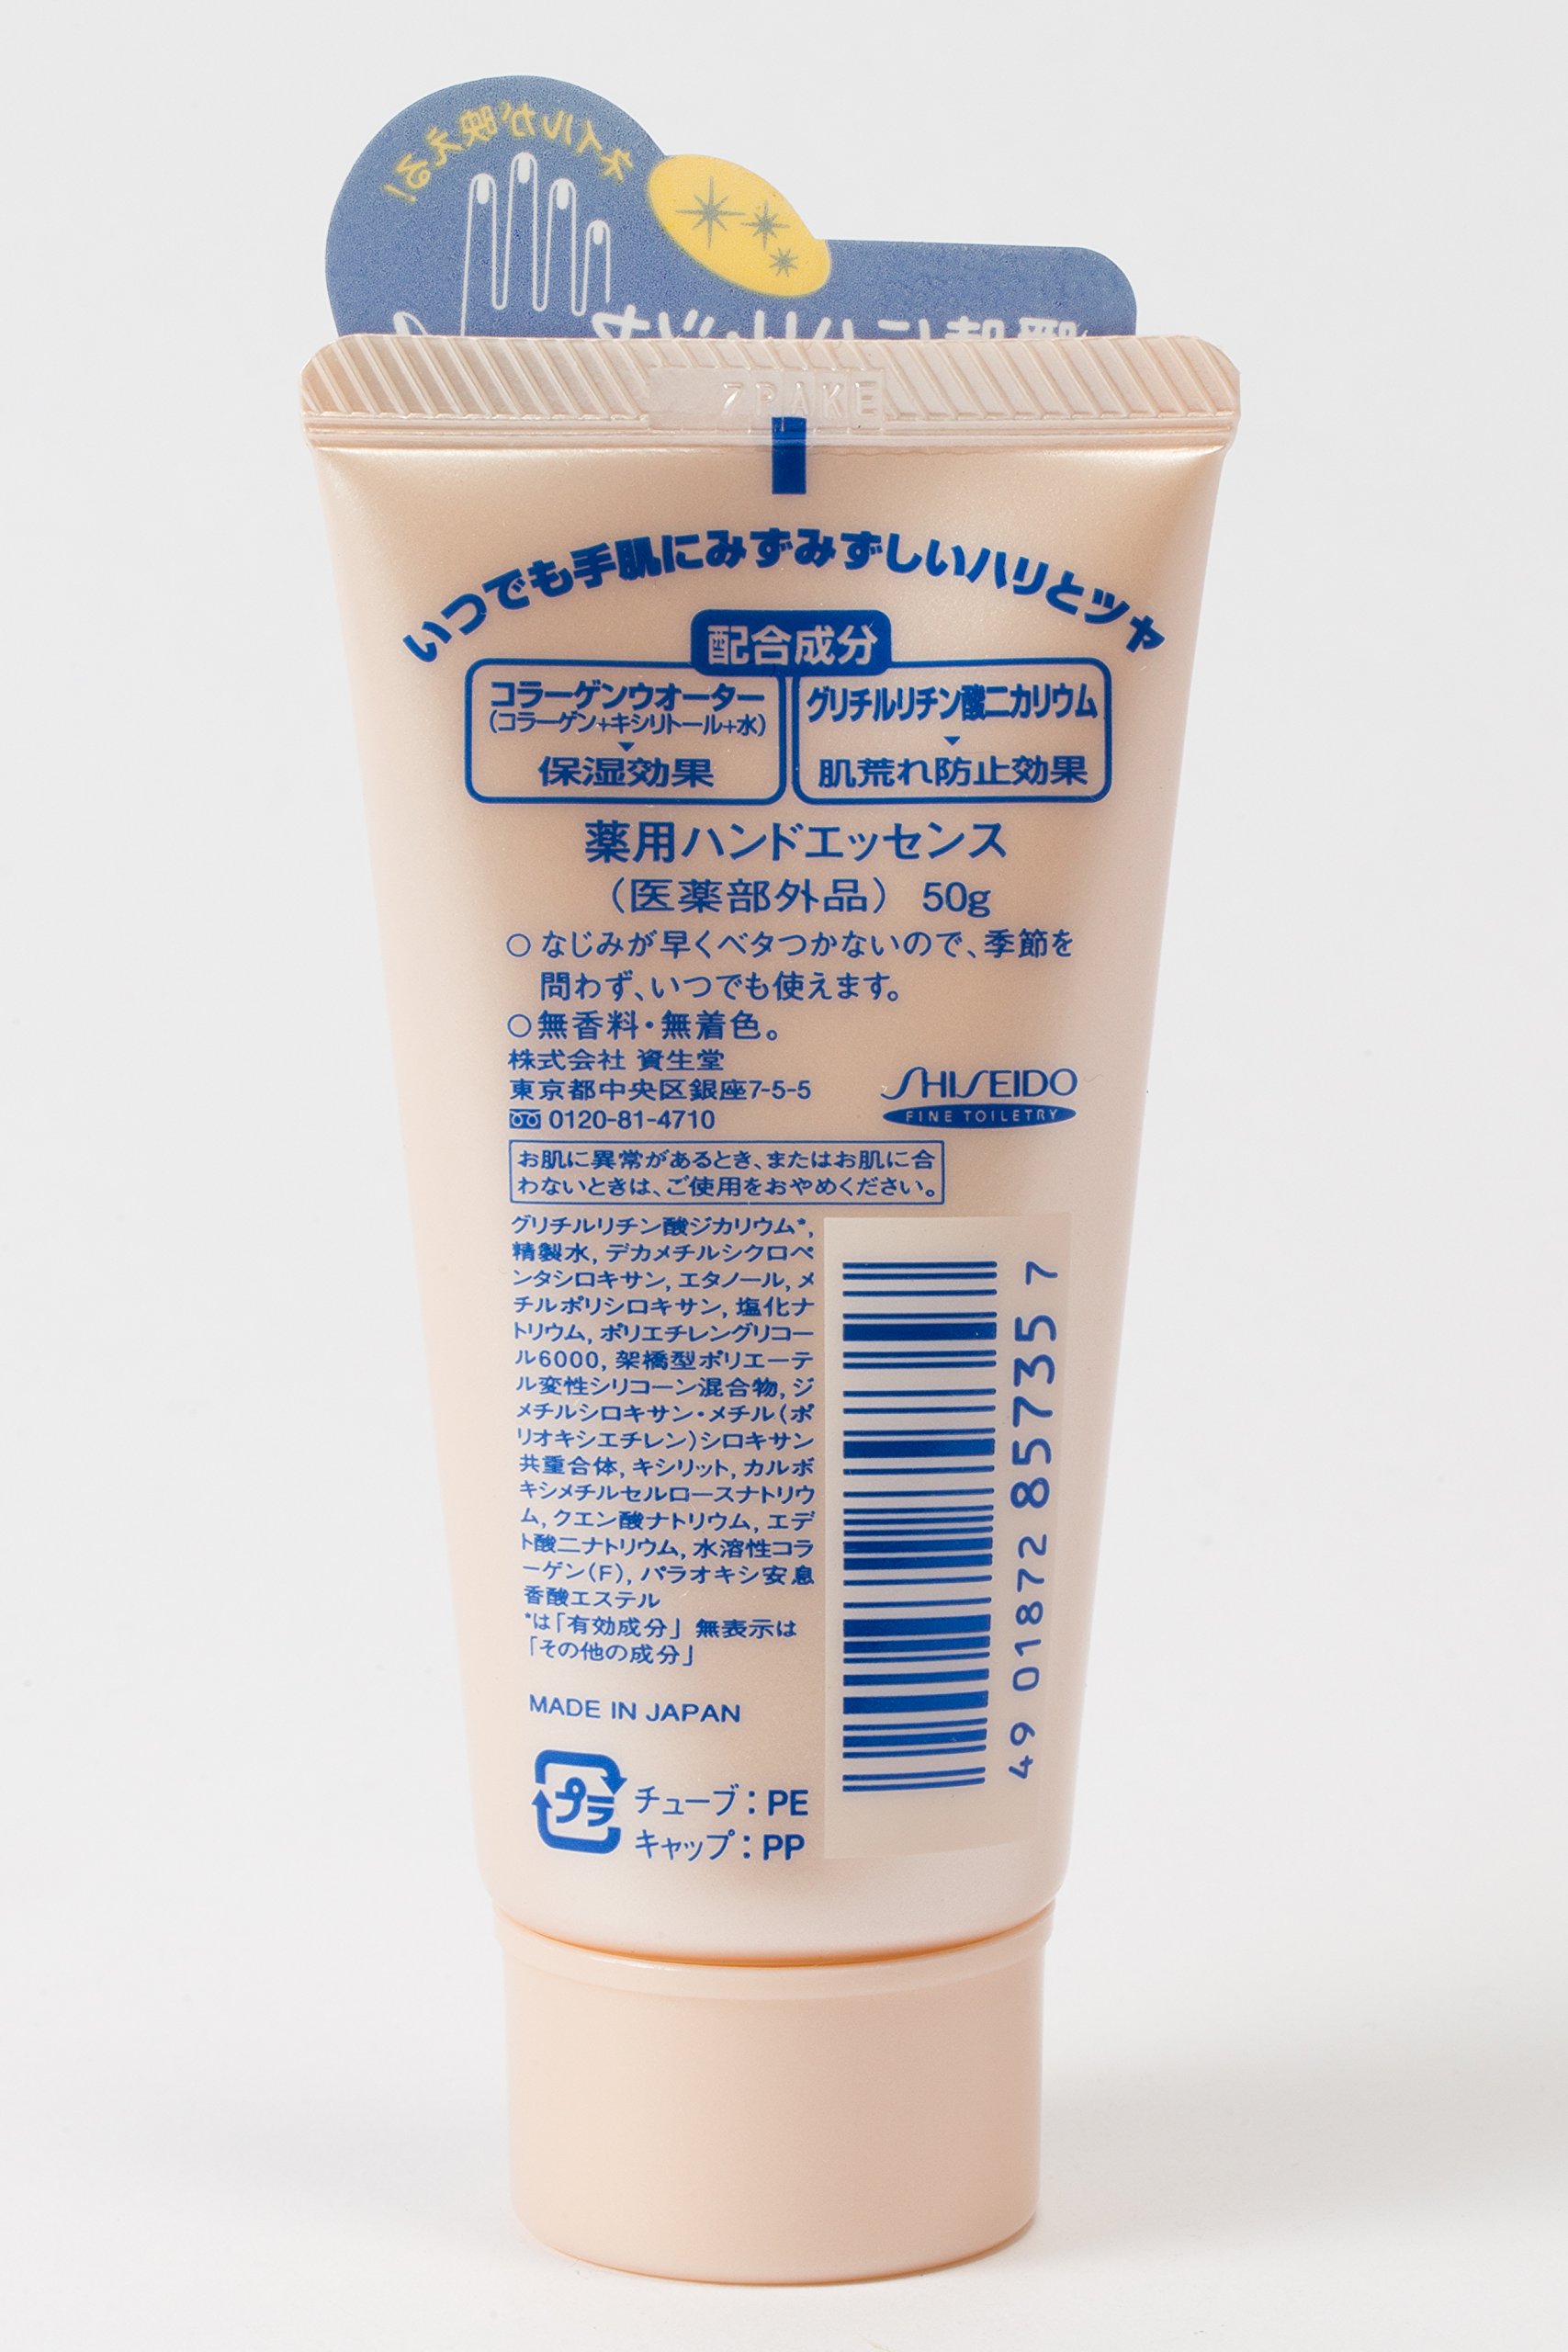 ネイルが映える!
7PAKE
いつでも手肌にみずみずしいハリとツヤ
配合成分
コラーゲンウオーター
(コラーゲン+キシリトール+水)
保湿効果
グリチルリチン酸二カリウム
肌荒れ防止効果
薬用ハンドエッセンス
(医薬部外品) 50g
○なじみが早くベタつかないので、季節を
問わず、いつでも使えます。
○無香料・無着色。
株式会社 資生堂
東京都中央区銀座7-5-5
0120-81-4710
SHISEIDO
FINE TOILETRY
お肌に異常があるとき、またはお肌に合
わないときは、ご使用をおやめください。
グリチルリチン酸ジカリウム*,
精製水, デカメチルシクロペ
ンタシロキサン, エタノール, メ
チルポリシロキサン, 塩化ナ
トリウム, ポリエチレングリコー
ル6000, 架橋型ポリエーテ
ル変性シリコーン混合物, ジ
メチルシロキサン・メチル(ポ
リオキシエチレン)シロキサン
共重合体, キシリット, カルボ
キシメチルセルロースナトリウ
ム, クエン酸ナトリウム, エデ
ト酸二ナトリウム, 水溶性コラ
ーゲン(F), パラオキシ安息
香酸エステル
*は「有効成分」 無表示は
「その他の成分」
49 01872 85735 7
MADE IN JAPAN
プラ
チューブ:PE
キャップ:PP